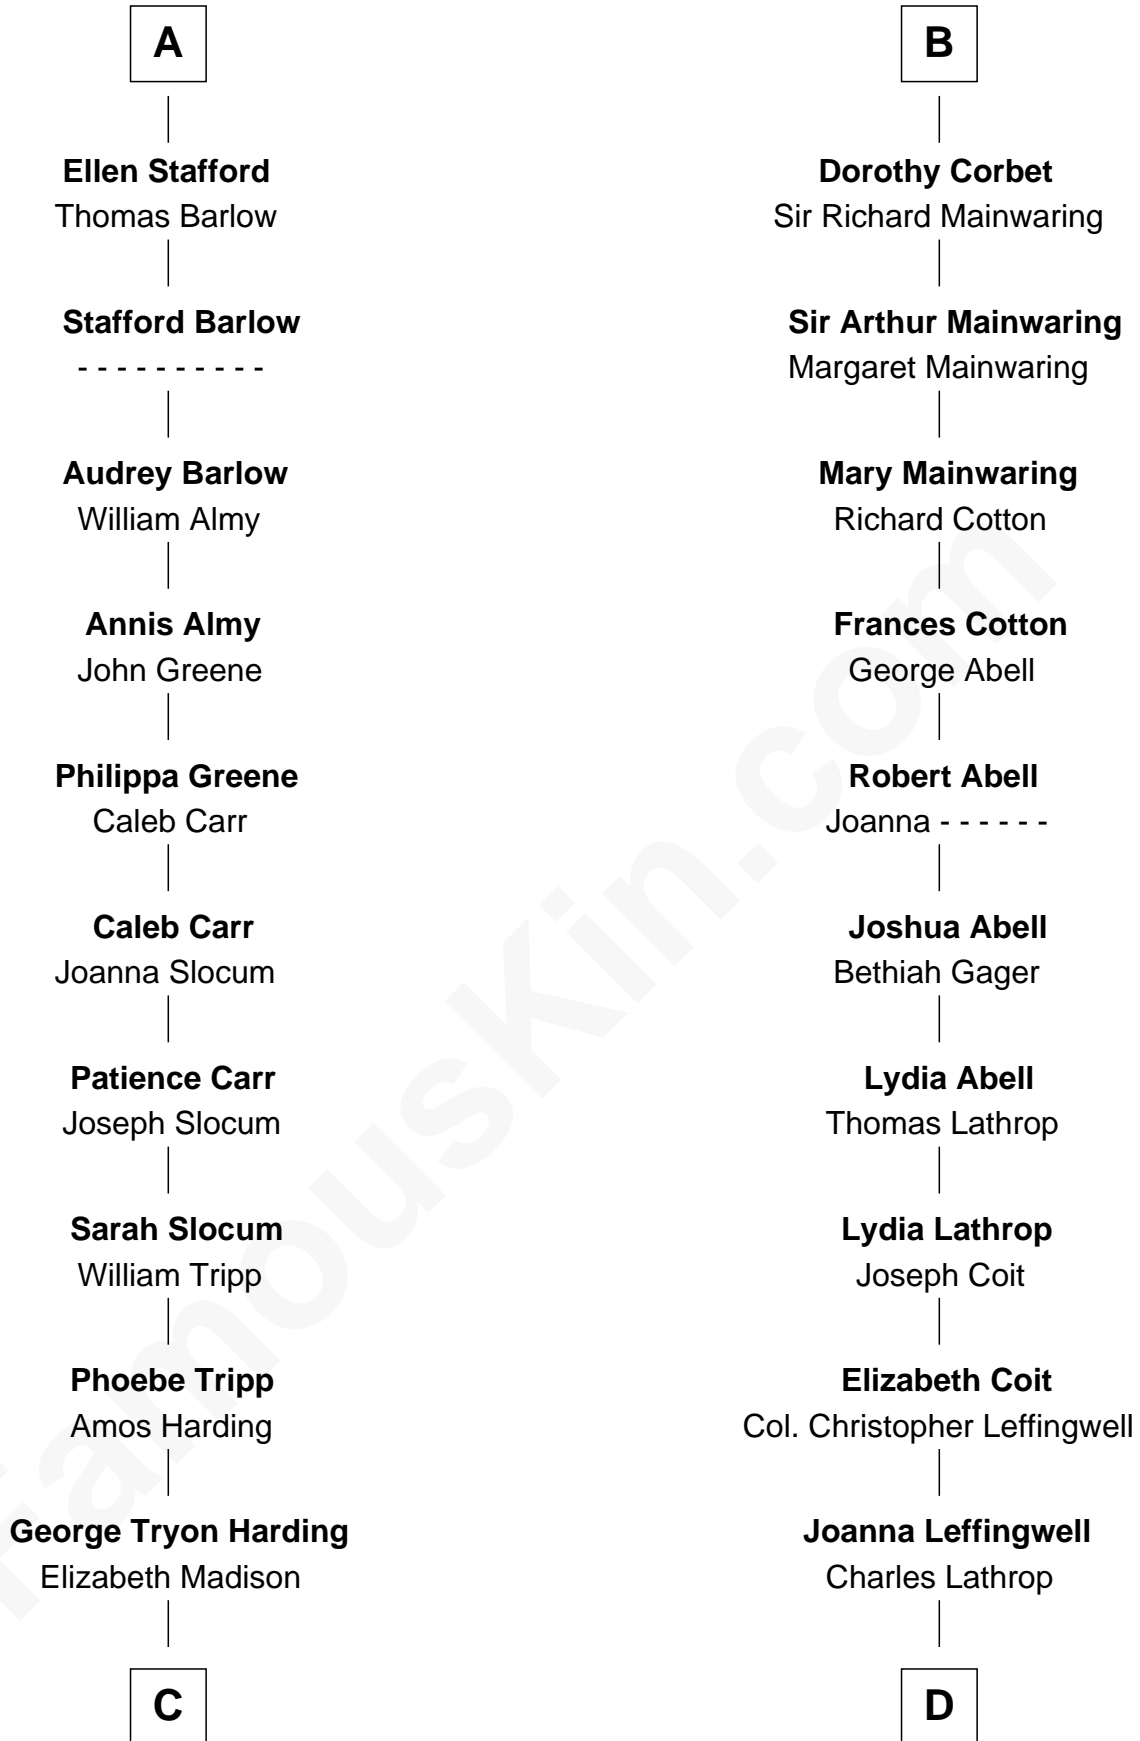 A
Ellen Stafford
Thomas Barlow
Stafford Barlow
- - - - - - - - - -
Audrey Barlow
William Almy
Annis Almy
John Greene
Philippa Greene
Caleb Carr
Caleb Carr
Joanna Slocum
Patience Carr
Joseph Slocum
Sarah Slocum
William Tripp
Phoebe Tripp
Amos Harding
George Tryon Harding
Elizabeth Madison
C
B
Dorothy Corbet
Sir Richard Mainwaring
Sir Arthur Mainwaring
Margaret Mainwaring
Mary Mainwaring
Richard Cotton
Frances Cotton
George Abell
Robert Abell
Joanna - - - - - -
Joshua Abell
Bethiah Gager
Lydia Abell
Thomas Lathrop
Lydia Lathrop
Joseph Coit
Elizabeth Coit
Col. Christopher Leffingwell
Joanna Leffingwell
Charles Lathrop
D
FamousKin.com